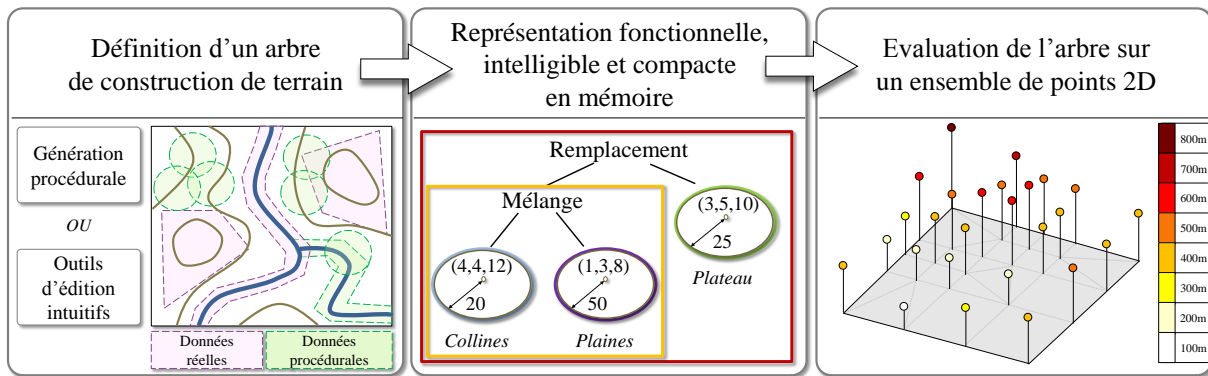 Définition d’un arbre
de construction de terrain
Génération
procédurale
OU
Outils
d’édition
intuitifs
Données
réelles
Données
procédurales
Représentation fonctionnelle,
intelligible et compacte
en mémoire
Remplacement
Mélange
(4,4,12)
20
Collines
(1,3,8)
50
Plaines
(3,5,10)
25
Plateau
Evaluation de l’arbre sur
un ensemble de points 2D
800m
700m
600m
500m
400m
300m
200m
100m